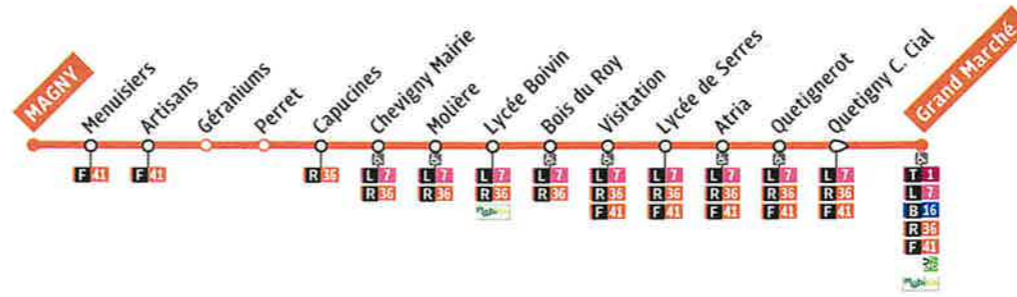 MAGNY
Menuisiers
F 41
Artisans
F 41
Géraniums
Perret
Capucines
R 36
Chevigny Mairie
L 7
R 36
Molière
L 7
R 36
Lycée Boivin
L 7
R 36
Bois du Roy
L 7
R 36
Visitation
L 7
R 36
F 41
Lycée de Serres
L 7
R 36
F 41
Atria
L 7
R 36
F 41
Quetignerot
L 7
R 36
F 41
Quetigny C. Cial
L 7
R 36
F 41
Grand Marché
T 1
L 7
B 16
R 36
F 41